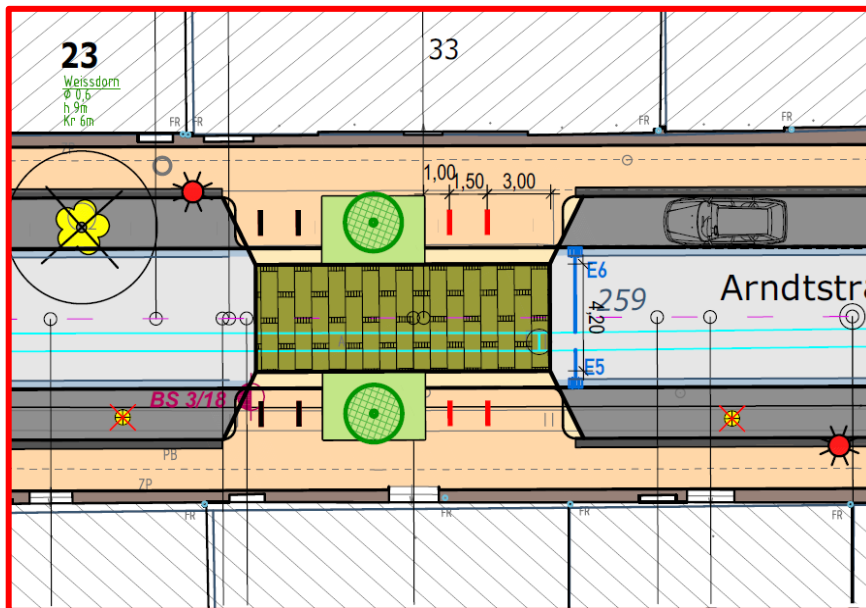 23
33
Weissdorn
Ø 0,6
h 9m
Kr 6m
FR
FR
FR
FR
1,00
1,50
3,00
E6
259
Arndtstra
4,20
E5
BS 3/18
PB
ZP
FR
FR
FR
FR